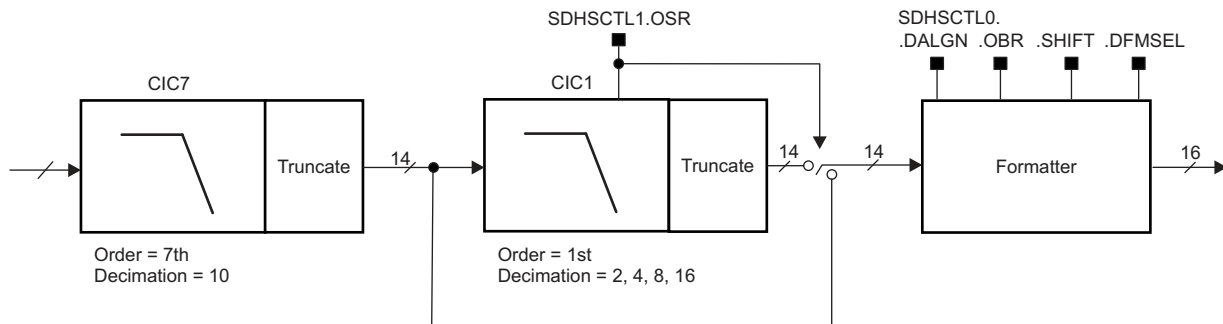 SDHSCTL1.OSR
SDHSCTL0.
.DALGN .OBR .SHIFT .DFMSEL
CIC7
CIC1
Truncate
14
Truncate
14
14
Formatter
16
Order = 7th
Decimation = 10
Order = 1st
Decimation = 2, 4, 8, 16